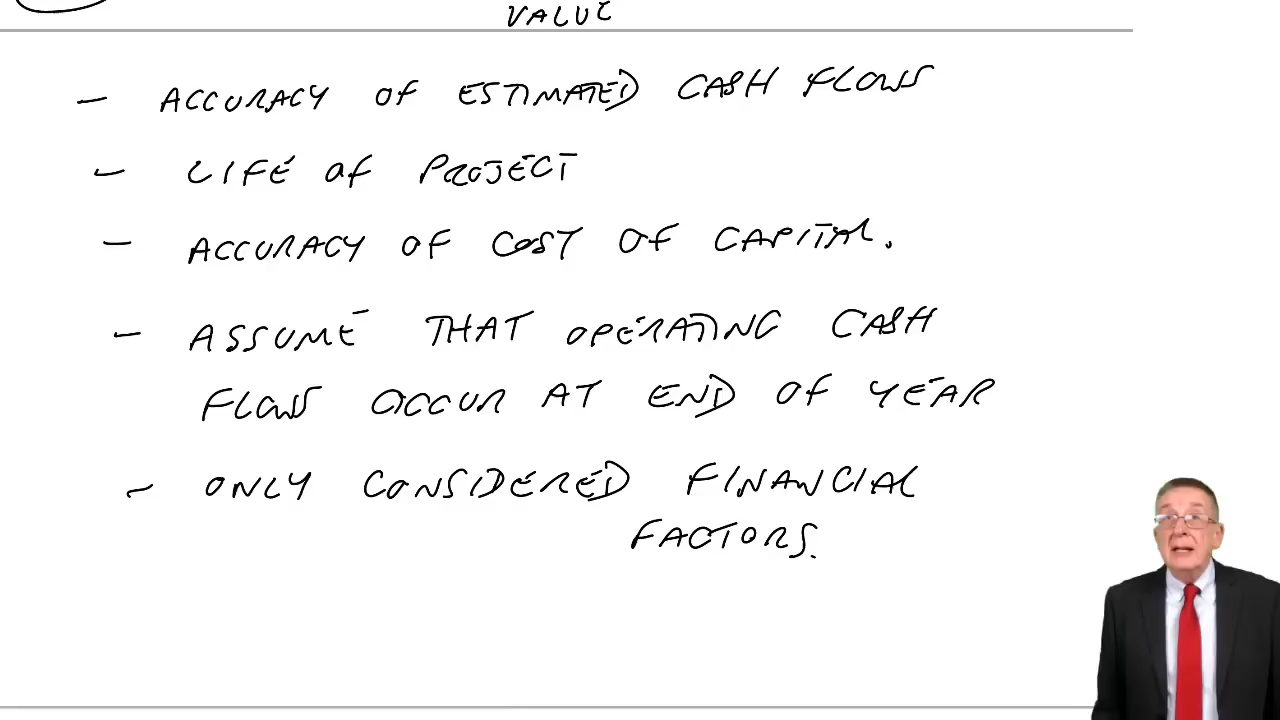 VALUE
- ACCURACY OF ESTIMATED CASH FLOWS
- LIFE OF PROJECT
- ACCURACY OF COST OF CAPITAL.
- ASSUME THAT OPERATING CASH
FLOWS OCCUR AT END OF YEAR
- ONLY CONSIDERED FINANCIAL
FACTORS.